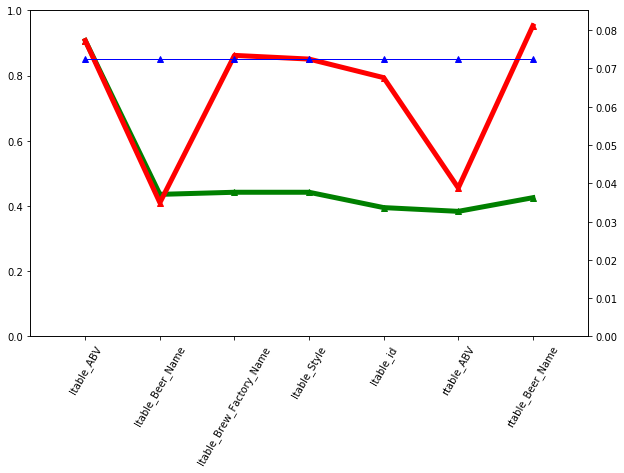 1.0
0.8
0.6
0.4
0.2
0.0
0.08
0.07
0.06
0.05
0.04
0.03
0.02
0.01
0.00
ltable_ABV
ltable_Beer_Name
ltable_Brew_Factory_Name
ltable_Style
ltable_id
rtable_ABV
rtable_Beer_Name